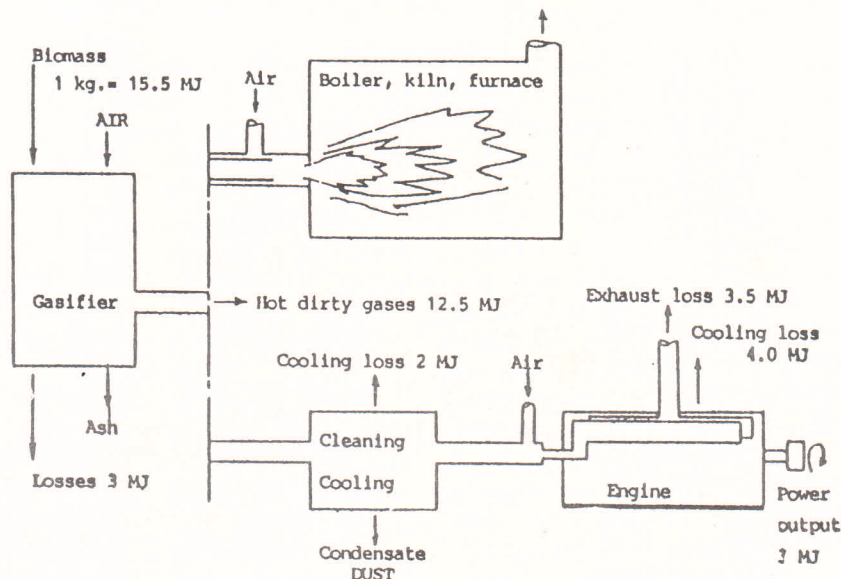 Biomass
1 kg.= 15.5 MJ
AIR
Air
Boiler, kiln, furnace
Gasifier
Hot dirty gases 12.5 MJ
Exhaust loss 3.5 MJ
Cooling loss
4.0 MJ
Cooling loss 2 MJ
Air
Ash
Losses 3 MJ
Cleaning
Cooling
Engine
Power
output
3 MJ
Condensate
DUST